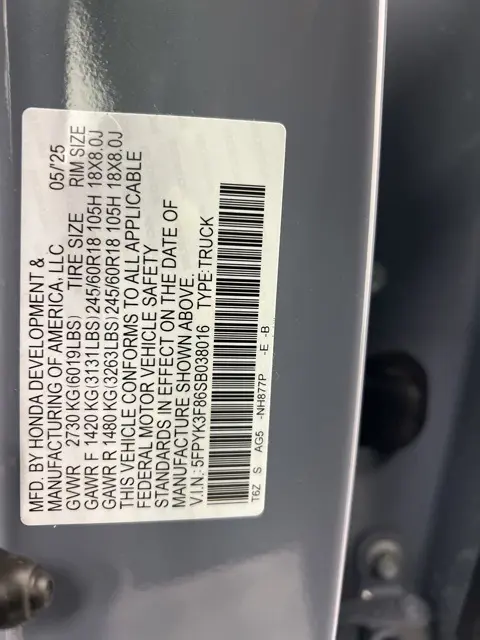 MFD. BY HONDA DEVELOPMENT &
MANUFACTURING OF AMERICA, LLC 05/'25
GVWR 2730 KG(6019LBS) TIRE SIZE RIM SIZE
GAWR F 1420 KG(3131LBS) 245/60R18 105H 18X8.0J
GAWR R 1480 KG(3263LBS) 245/60R18 105H 18X8.0J
THIS VEHICLE CONFORMS TO ALL APPLICABLE
FEDERAL MOTOR VEHICLE SAFETY
STANDARDS IN EFFECT ON THE DATE OF
MANUFACTURE SHOWN ABOVE.
V.I.N.:5FPYK3F86SB038016 TYPE:TRUCK
T6Z S AG5 -NH877P -E -B